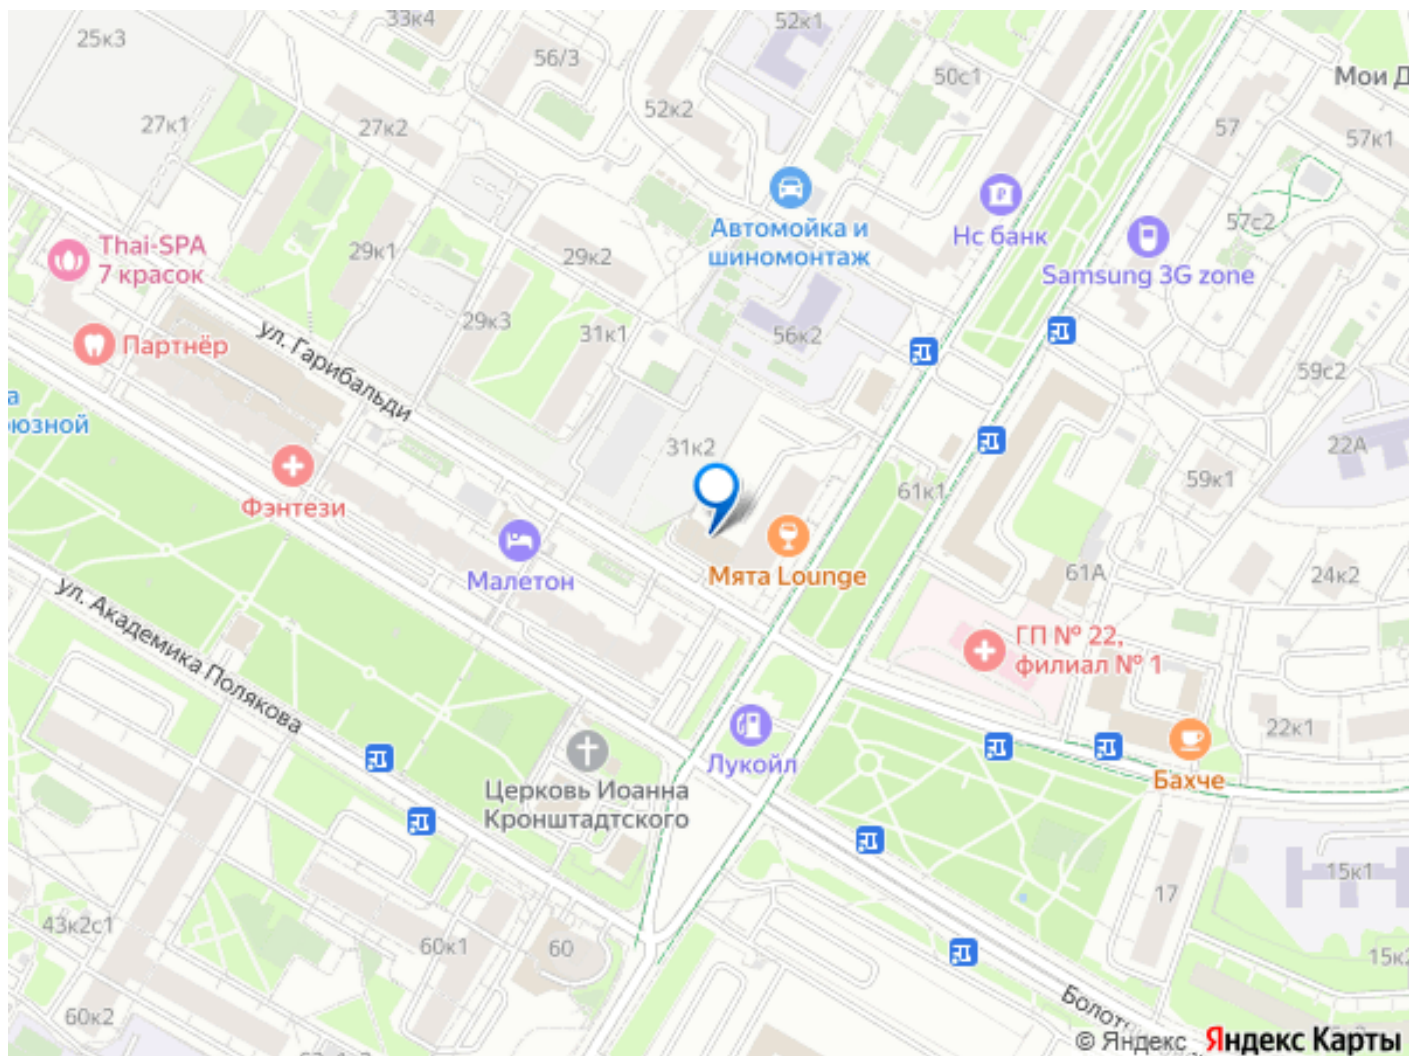 33к4
52к1
25к3
56/3
50с1
Мои Д
52к2
57
27к1
27к2
57к1
Автомойка и
шиномонтаж
Нс банк
57с2
Thai-SPA
7 красок
29к1
29к2
Samsung 3G zone
29к3
31к1
56к2
Партнёр
ул. Гарибальди
59с2
а
юзной
31к2
22А
Фэнтези
61к1
59к1
Малетон
Мята Lounge
61А
24к2
ул. Академика Полякова
ГП № 22,
филиал № 1
22к1
Лукойл
Бахче
Церковь Иоанна
Кронштадтского
15к1
17
43к2с1
60к1
60
15к2
Болот
60к2
© Яндекс Яндекс Карты